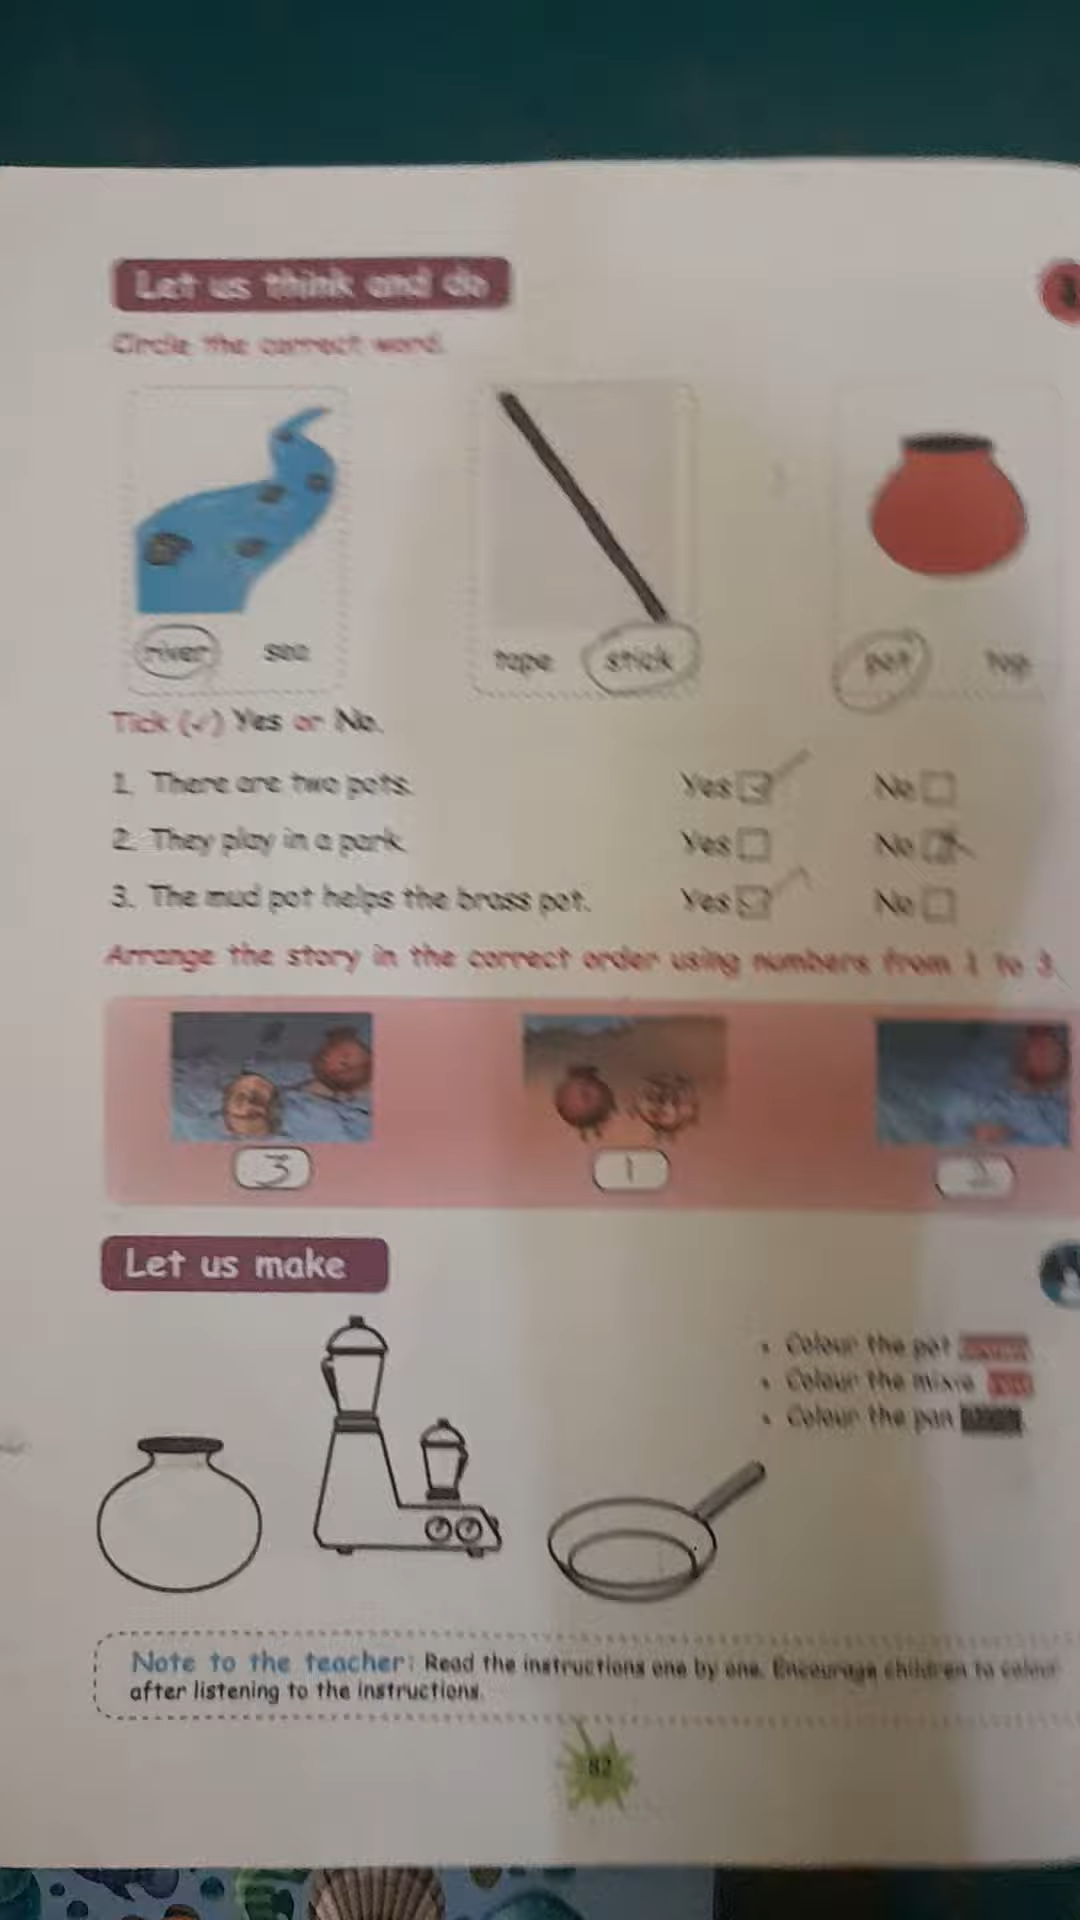 Let us think and do
Circle the correct word.
river sea
tape stick
pot top
Tick (✓) Yes or No.
1. There are two pots. Yes No
2. They play in a park. Yes No
3. The mud pot helps the brass pot. Yes No
Arrange the story in the correct order using numbers from 1 to 3
3 1 2
Let us make
• Colour the pot
• Colour the mixie red
• Colour the pan
Note to the teacher: Read the instructions one by one. Encourage children to colour
after listening to the instructions.
82